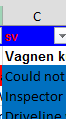 C
sv
Vagnen k
Could not
Inspector
Driveline